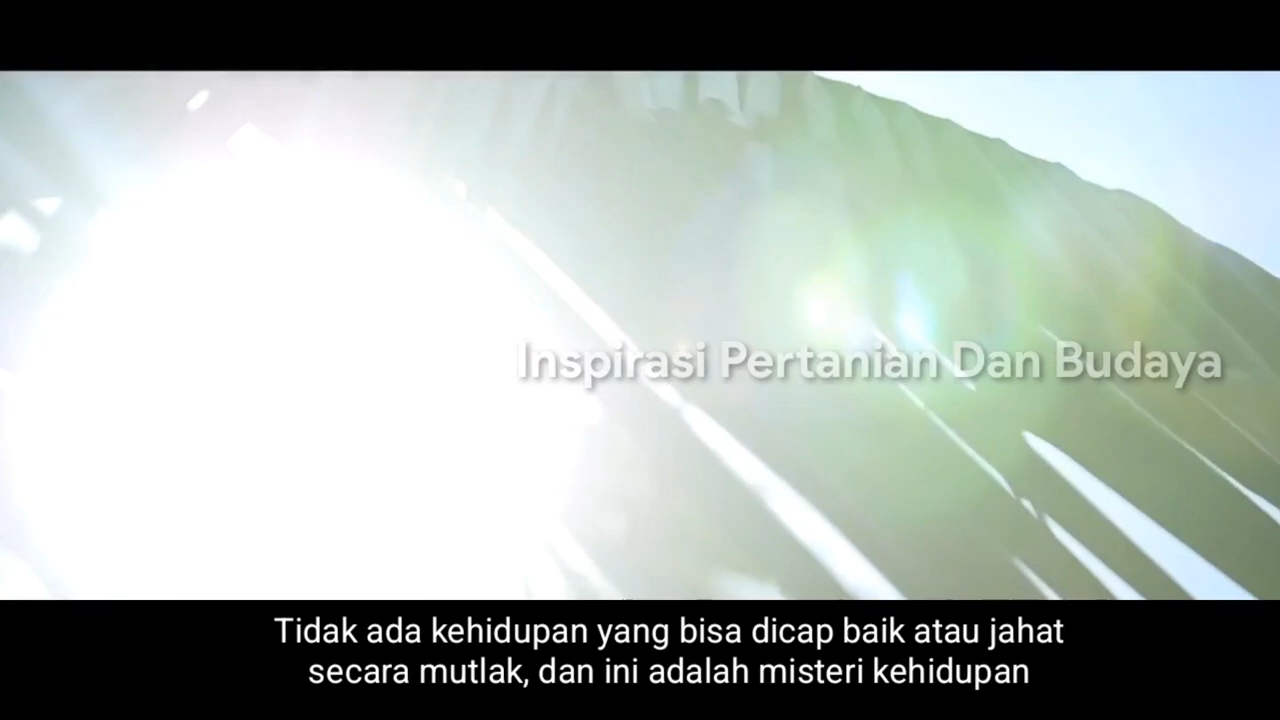 Inspirasi Pertanian Dan Budaya
Tidak ada kehidupan yang bisa dicap baik atau jahat
secara mutlak, dan ini adalah misteri kehidupan